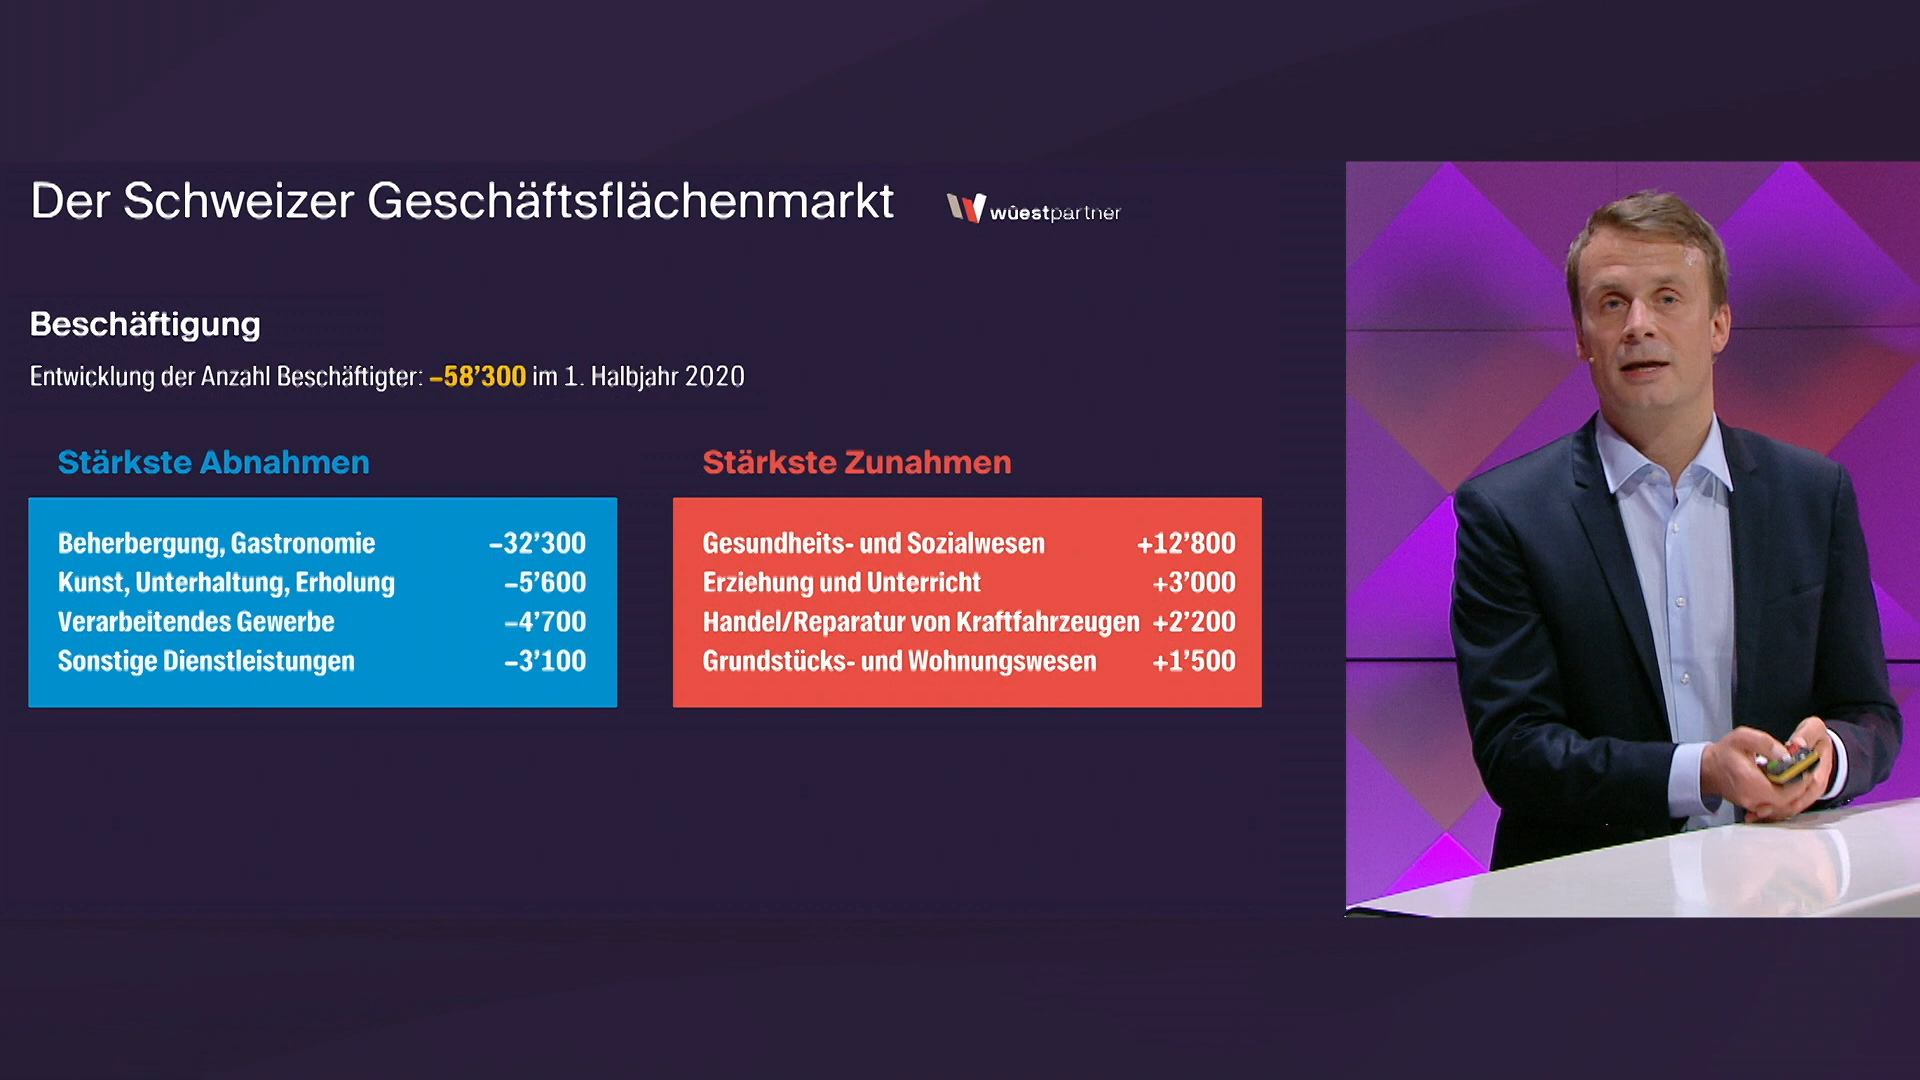 Der Schweizer Geschäftsflächenmarkt
wüestpartner
Beschäftigung
Entwicklung der Anzahl Beschäftigter: –58’300 im 1. Halbjahr 2020
Stärkste Abnahmen
Beherbergung, Gastronomie –32’300
Kunst, Unterhaltung, Erholung –5’600
Verarbeitendes Gewerbe –4’700
Sonstige Dienstleistungen –3’100
Stärkste Zunahmen
Gesundheits- und Sozialwesen +12’800
Erziehung und Unterricht +3’000
Handel/Reparatur von Kraftfahrzeugen +2’200
Grundstücks- und Wohnungswesen +1’500